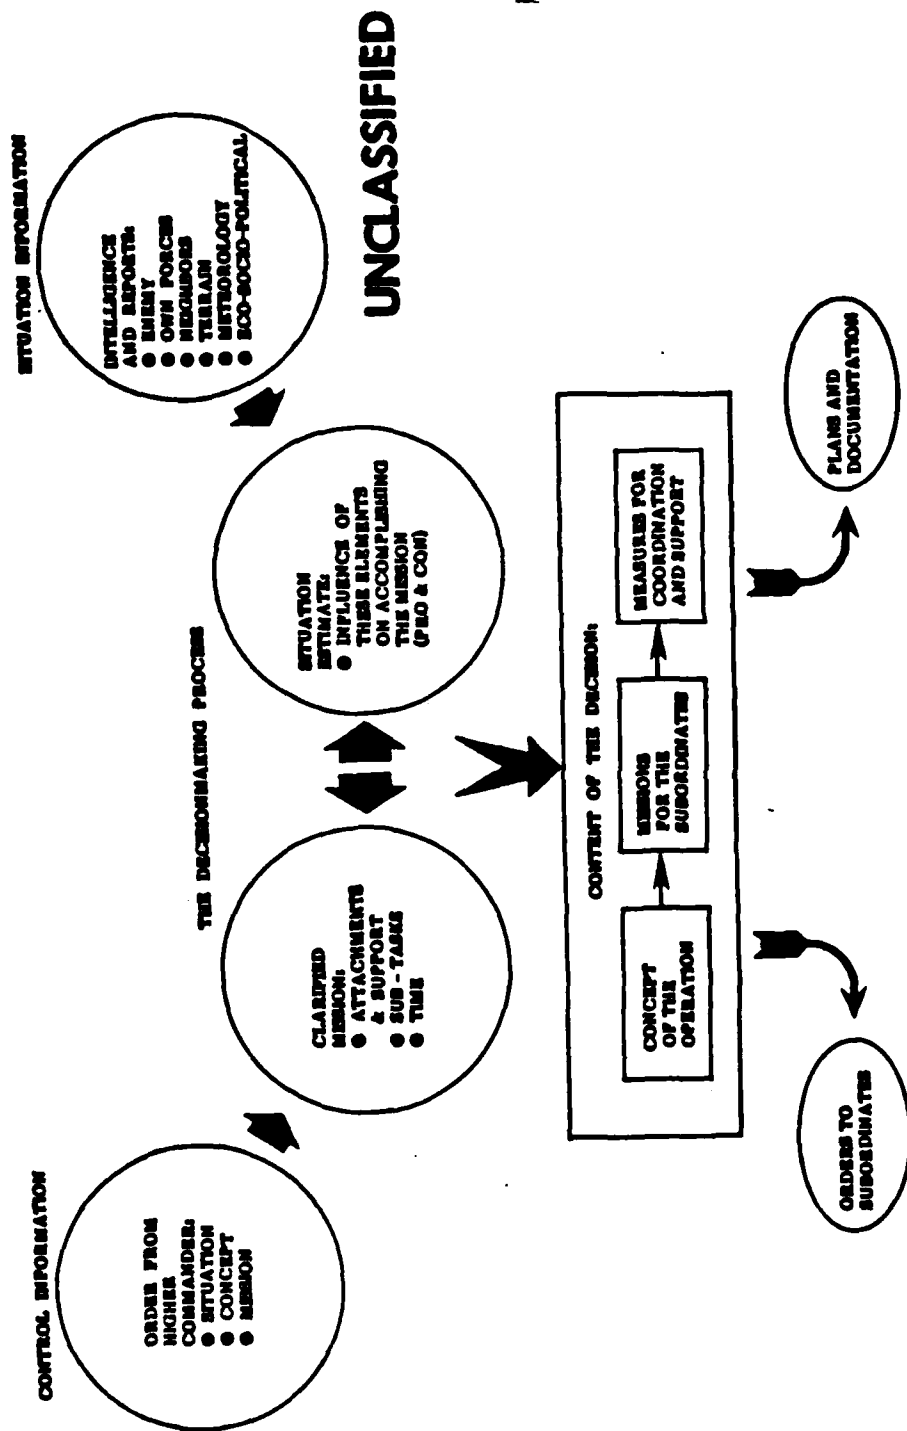 CONTROL INFORMATION
ORDER FROM
HIGHER
COMMANDER:
● SITUATION
● CONCEPT
● MISSION
THE DECISIONMAKING PROCESS
CLARIFIED
MISSION:
● ATTACHMENTS
& SUPPORT
● SUB - TASKS
● TIME
SITUATION
ESTIMATE:
● INFLUENCE OF
THESE ELEMENTS
ON ACCOMPLISHING
THE MISSION
(PRO & CON)
SITUATION INFORMATION
INTELLIGENCE
AND REPORTS:
● ENEMY
● OWN FORCES
● NEIGHBORS
● TERRAIN
● METEOROLOGY
● ECO-SOCIO-POLITICAL
UNCLASSIFIED
CONTENT OF THE DECISION:
CONCEPT
OF THE
OPERATION
MISSIONS
FOR THE
SUBORDINATES
MEASURES FOR
COORDINATION
AND SUPPORT
ORDERS TO
SUBORDINATES
PLANS AND
DOCUMENTATION